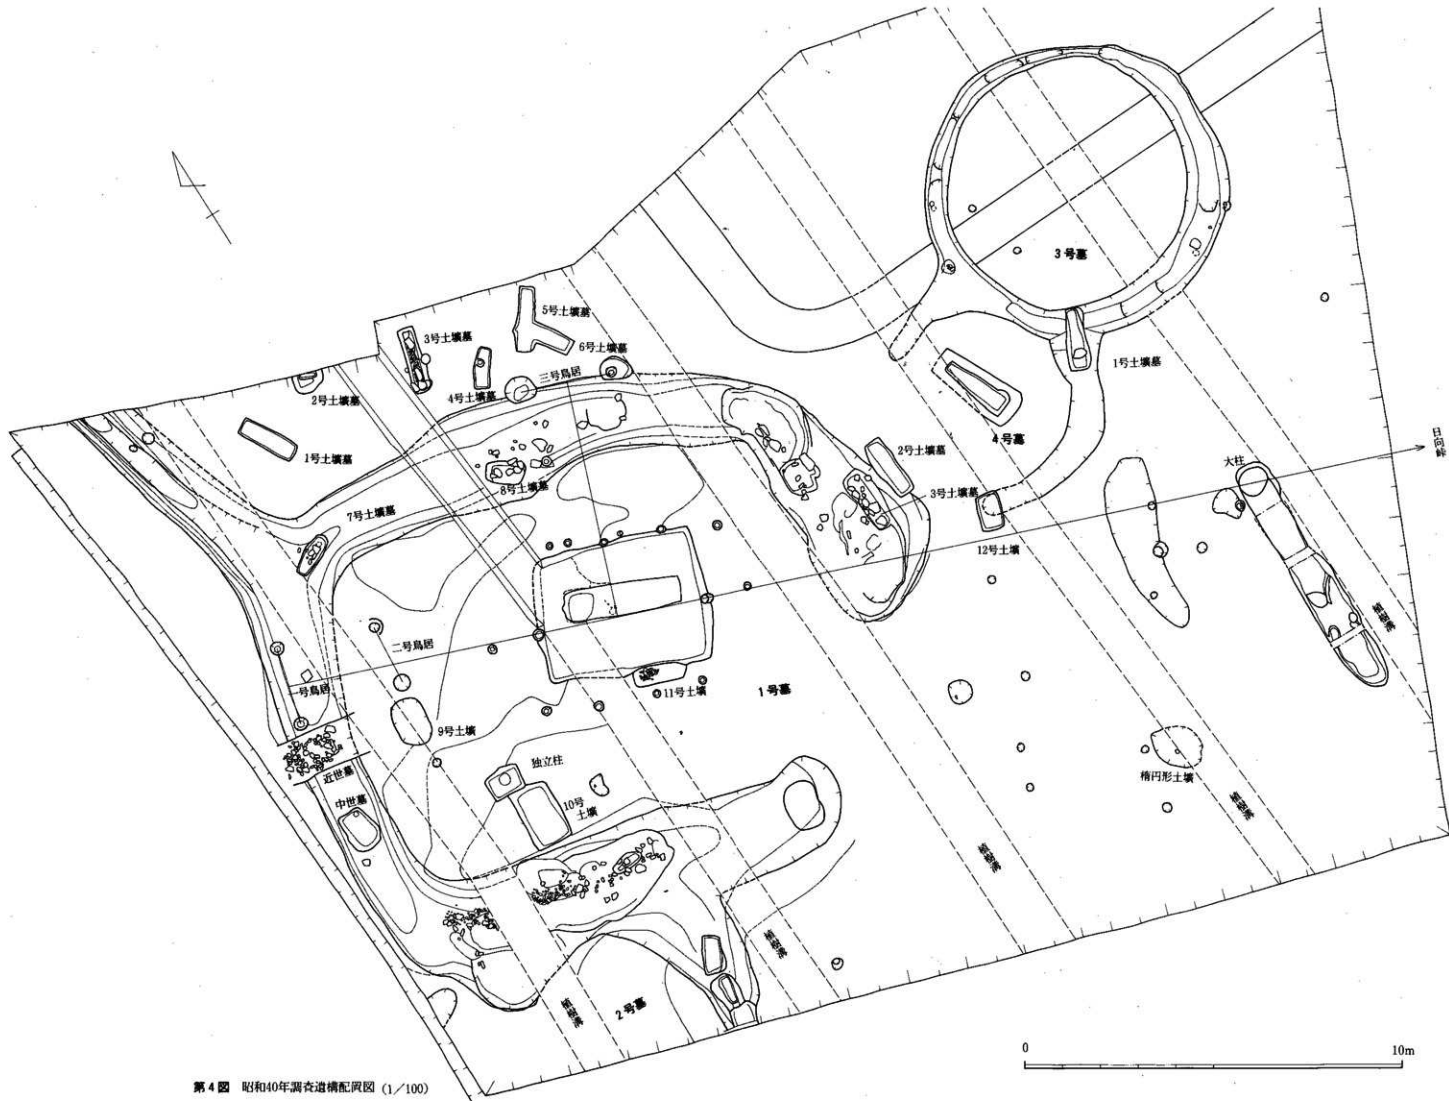 3号墓
5号土壙墓
3号土壙墓
6号土壙墓
三号鳥居
4号土壙墓
2号土壙墓
1号土壙墓
1号土壙墓
4号墓
日向峠
大柱
2号土壙墓
3号土壙墓
8号土壙墓
7号土壙墓
12号土壙
植樹溝
二号鳥居
一号鳥居
11号土壙
1号墓
9号土壙
独立柱
近世墓
中世墓
10号
土壙
楕円形土壙
植樹溝
植樹溝
植樹溝
植樹溝
2号墓
0
10m
第4図 昭和40年調査遺構配置図 (1/100)